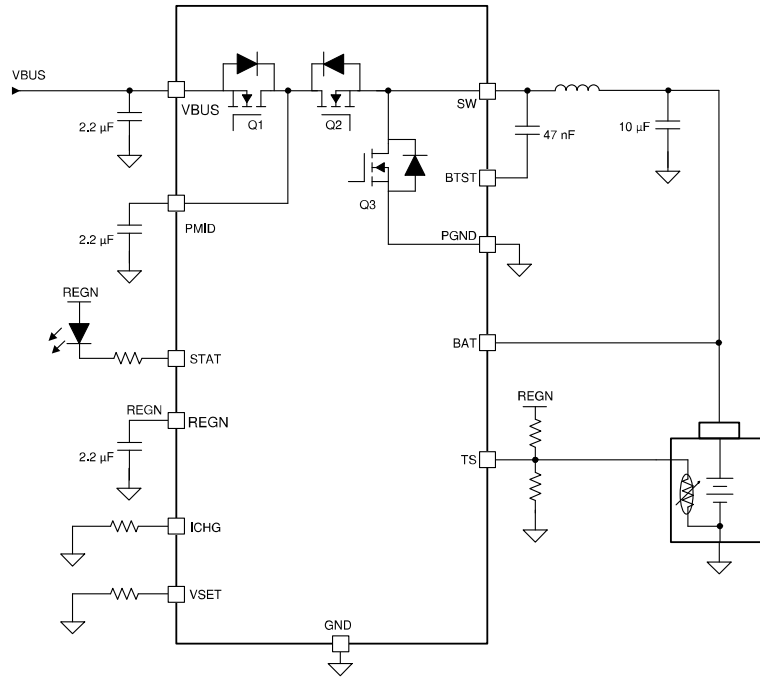 VBUS
2.2 µF
VBUS
Q1
Q2
SW
47 nF
10 µF
BTST
Q3
2.2 µF
PMID
PGND
REGN
STAT
BAT
REGN
REGN
REGN
2.2 µF
TS
ICHG
VSET
GND